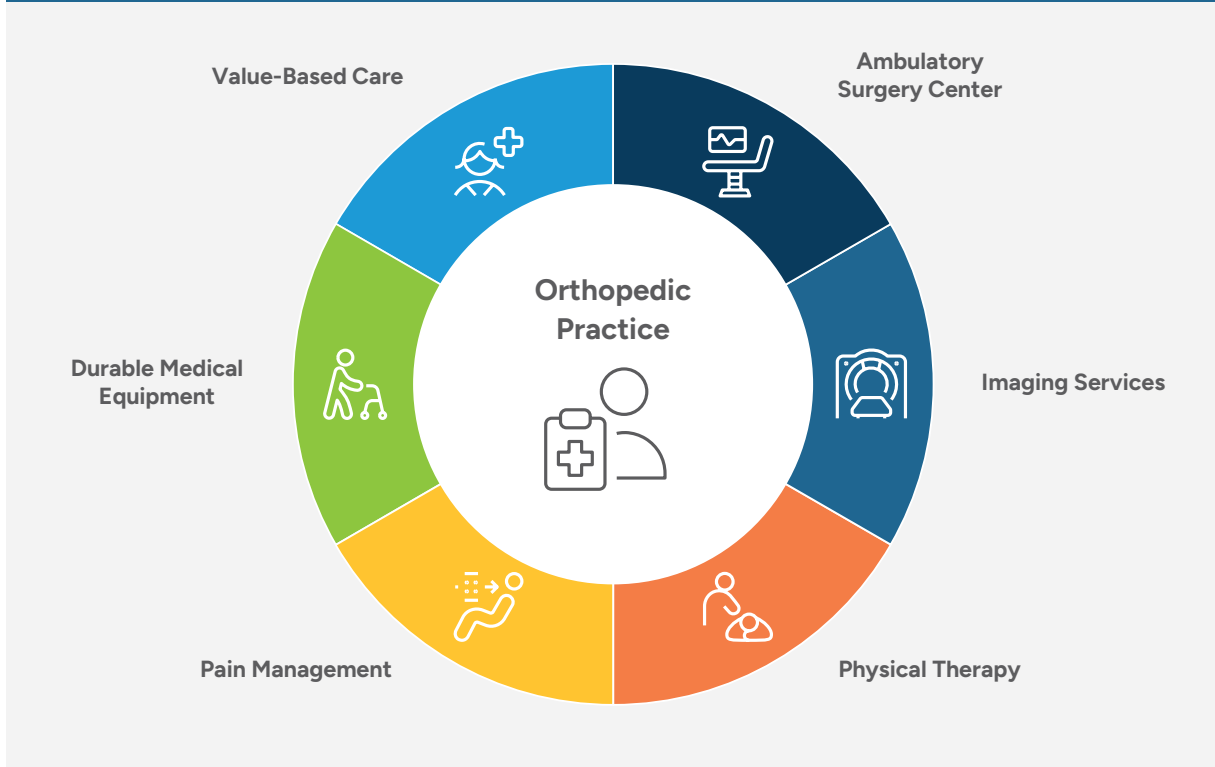 Value-Based Care
Ambulatory
Surgery Center
Orthopedic
Practice
Durable Medical
Equipment
Imaging Services
Pain Management
Physical Therapy